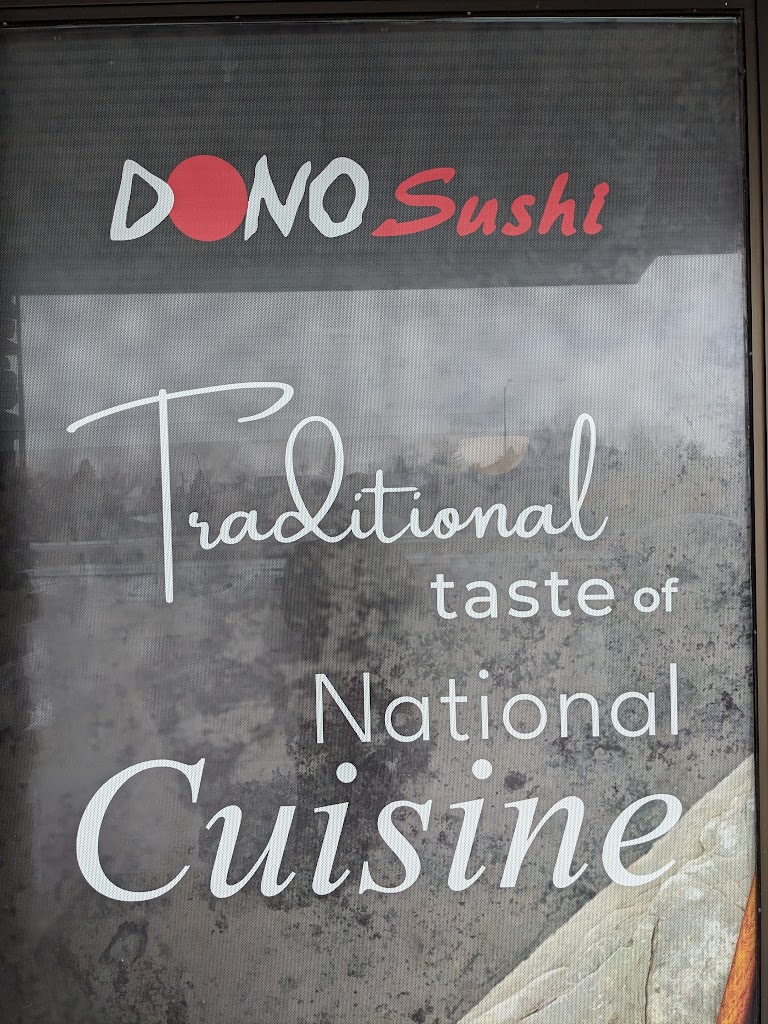 DONO Sushi
Traditional
taste of
National
Cuisine